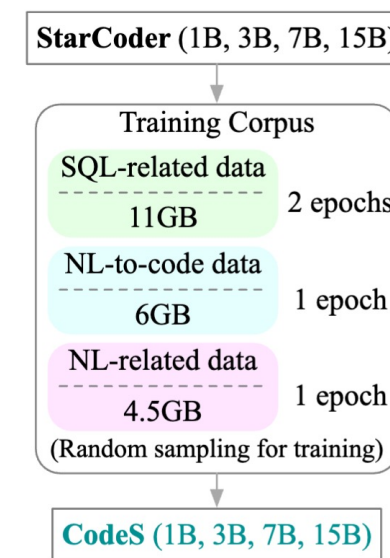 StarCoder (1B, 3B, 7B, 15B)
Training Corpus
SQL-related data
11GB
2 epochs
NL-to-code data
6GB
1 epoch
NL-related data
4.5GB
1 epoch
(Random sampling for training)
CodeS (1B, 3B, 7B, 15B)